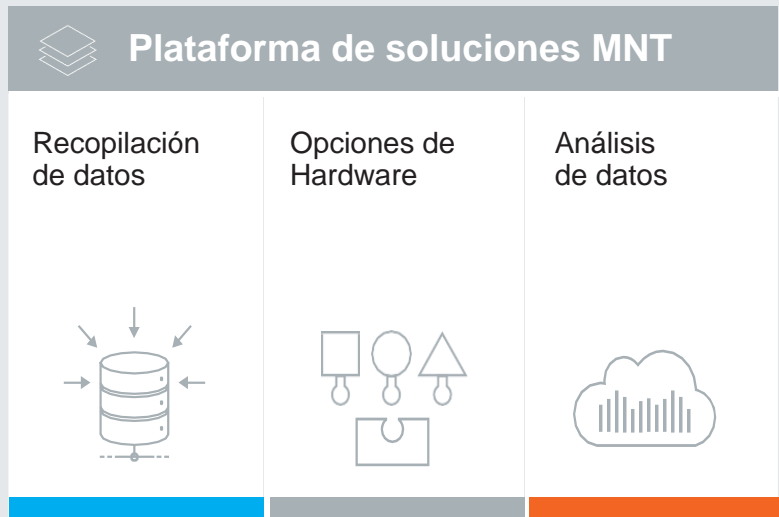 Plataforma de soluciones MNT
Recopilación
de datos
Opciones de
Hardware
Análisis
de datos